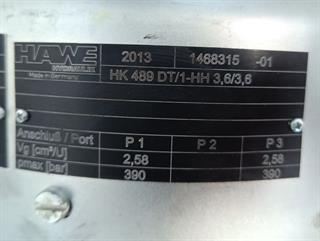 HAWE
HYDRAULIK
Made in Germany
2013 1468315 -01
HK 489 DT/1-HH 3,6/3,6
Anschluß / Port P 1 P 2 P 3
Vg [cm³/U] 2,58 2,58
pmax [bar] 390 390